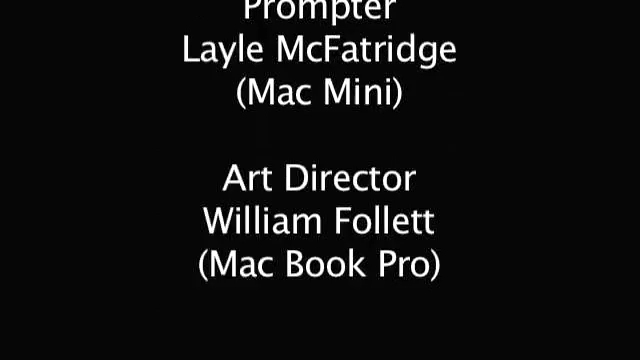 Prompter
Layle McFatridge
(Mac Mini)
Art Director
William Follett
(Mac Book Pro)